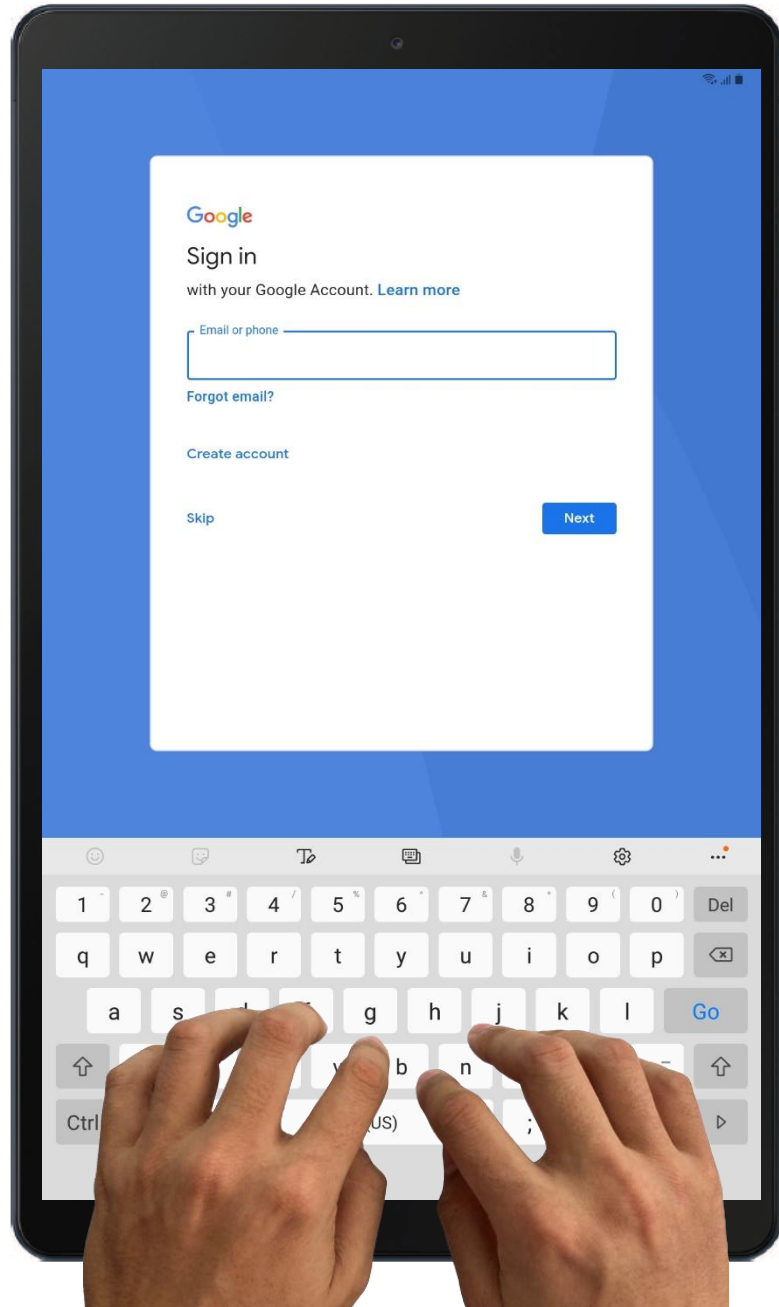 Google
Sign in
with your Google Account. Learn more
Email or phone
Forgot email?
Create account
Skip Next
1 ~ 2 @ 3 # 4 / 5 % 6 ^ 7 & 8 * 9 ( 0 ) Del
q w e r t y u i o p
a s g h j k l Go
b n
Ctrl (US) ;